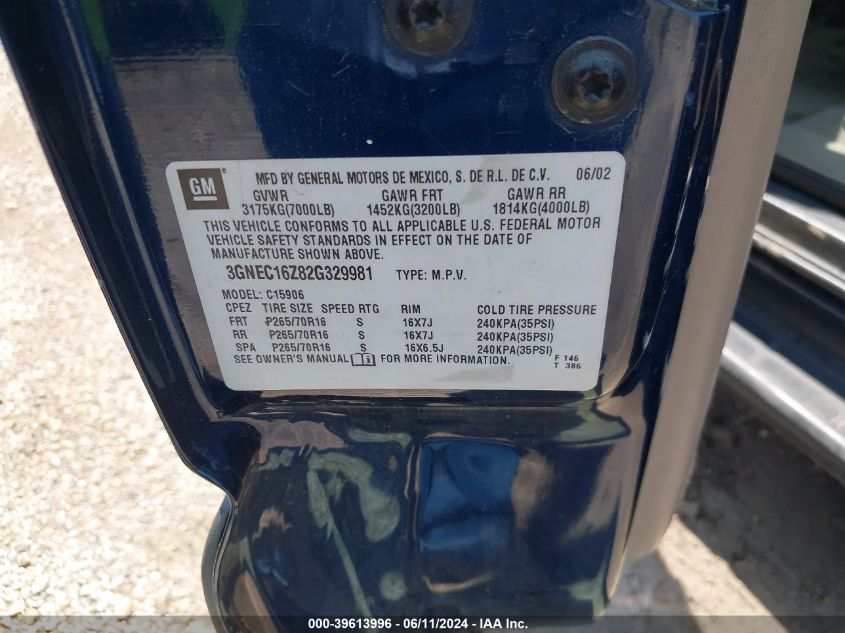 GM
MFD BY GENERAL MOTORS DE MEXICO, S. DE R.L. DE C.V. 06/02
GVWR GAWR FRT GAWR RR
3175KG(7000LB) 1452KG(3200LB) 1814KG(4000LB)
THIS VEHICLE CONFORMS TO ALL APPLICABLE U.S. FEDERAL MOTOR
VEHICLE SAFETY STANDARDS IN EFFECT ON THE DATE OF
MANUFACTURE SHOWN ABOVE.
3GNEC16Z82G329981 TYPE: M.P.V.
MODEL: C15906
CPEZ TIRE SIZE SPEED RTG RIM COLD TIRE PRESSURE
FRT P265/70R16 S 16X7J 240KPA(35PSI)
RR P265/70R16 S 16X7J 240KPA(35PSI)
SPA P265/70R16 S 16X6.5J 240KPA(35PSI)
SEE OWNER'S MANUAL FOR MORE INFORMATION. F 146
T 386
000-39613996 - 06/11/2024 - IAA Inc.